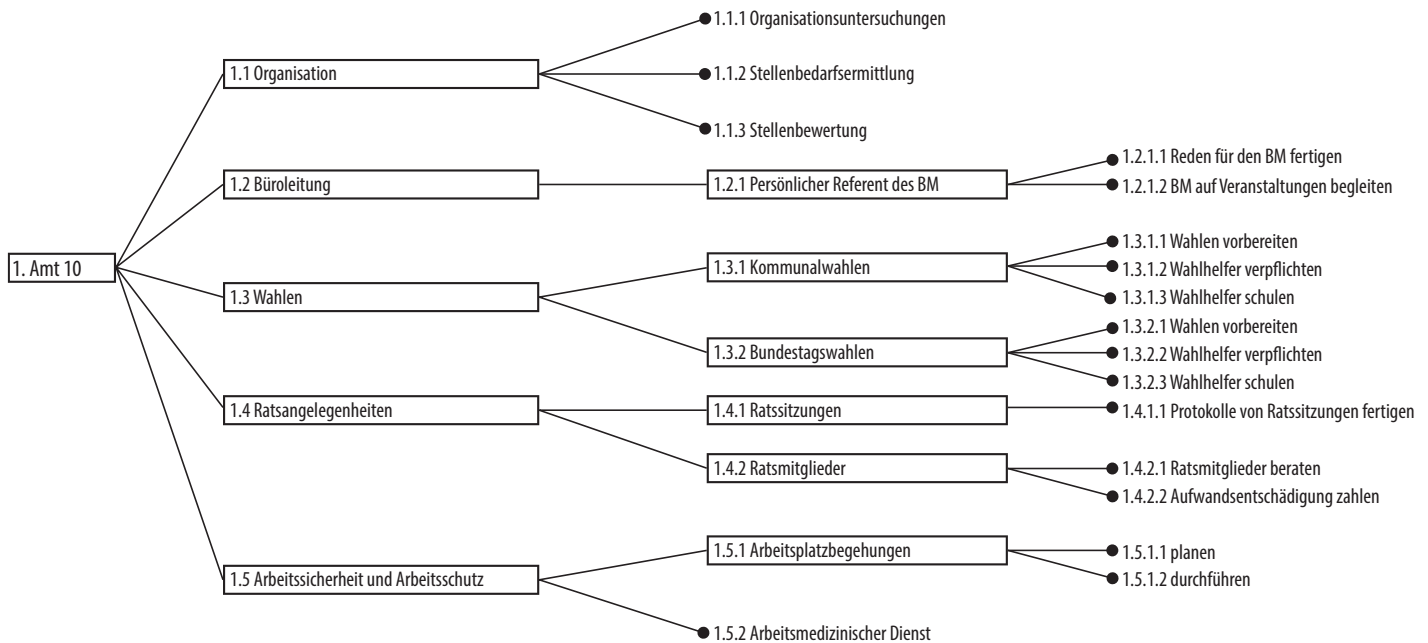 1. Amt 10
1.1 Organisation
1.1.1 Organisationsuntersuchungen
1.1.2 Stellenbedarfsermittlung
1.1.3 Stellenbewertung
1.2 Büroleitung
1.2.1 Persönlicher Referent des BM
1.2.1.1 Reden für den BM fertigen
1.2.1.2 BM auf Veranstaltungen begleiten
1.3 Wahlen
1.3.1 Kommunalwahlen
1.3.1.1 Wahlen vorbereiten
1.3.1.2 Wahlhelfer verpflichten
1.3.1.3 Wahlhelfer schulen
1.3.2 Bundestagswahlen
1.3.2.1 Wahlen vorbereiten
1.3.2.2 Wahlhelfer verpflichten
1.3.2.3 Wahlhelfer schulen
1.4 Ratsangelegenheiten
1.4.1 Ratssitzungen
1.4.1.1 Protokolle von Ratssitzungen fertigen
1.4.2 Ratsmitglieder
1.4.2.1 Ratsmitglieder beraten
1.4.2.2 Aufwandsentschädigung zahlen
1.5 Arbeitssicherheit und Arbeitsschutz
1.5.1 Arbeitsplatzbegehungen
1.5.1.1 planen
1.5.1.2 durchführen
1.5.2 Arbeitsmedizinischer Dienst